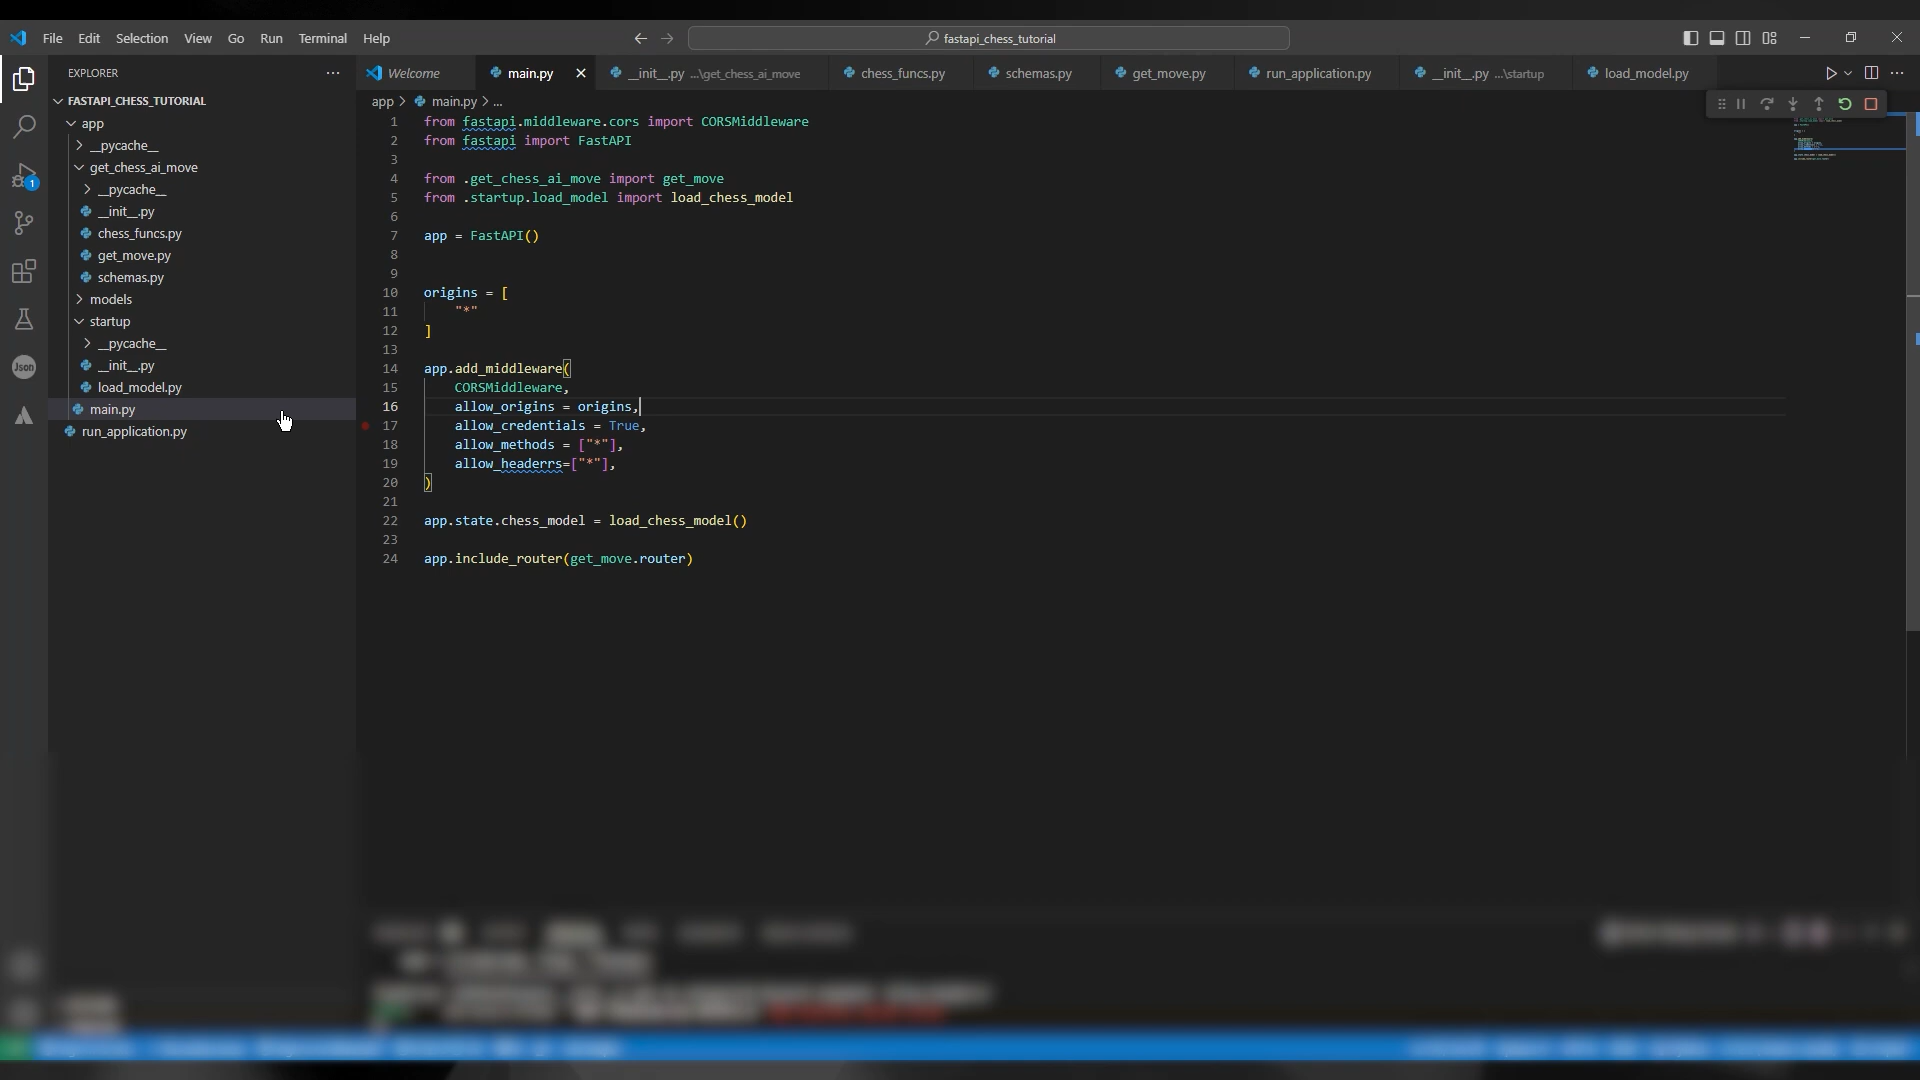 File Edit Selection View Go Run Terminal Help
fastapi_chess_tutorial
EXPLORER
Welcome main.py __init__.py ...\get_chess_ai_move chess_funcs.py schemas.py get_move.py run_application.py __init__.py ...\startup load_model.py
FASTAPI_CHESS_TUTORIAL
app
__pycache__
get_chess_ai_move
__pycache__
__init__.py
chess_funcs.py
get_move.py
schemas.py
models
startup
__pycache__
__init__.py
load_model.py
main.py
run_application.py
1
Json
app > main.py > ...
1 from fastapi.middleware.cors import CORSMiddleware
2 from fastapi import FastAPI
3
4 from .get_chess_ai_move import get_move
5 from .startup.load_model import load_chess_model
6
7 app = FastAPI()
8
9
10 origins = [
11 "*"
12 ]
13
14 app.add_middleware(
15 CORSMiddleware,
16 allow_origins = origins,
17 allow_credentials = True,
18 allow_methods = ["*"],
19 allow_headerrs=["*"],
20 )
21
22 app.state.chess_model = load_chess_model()
23
24 app.include_router(get_move.router)